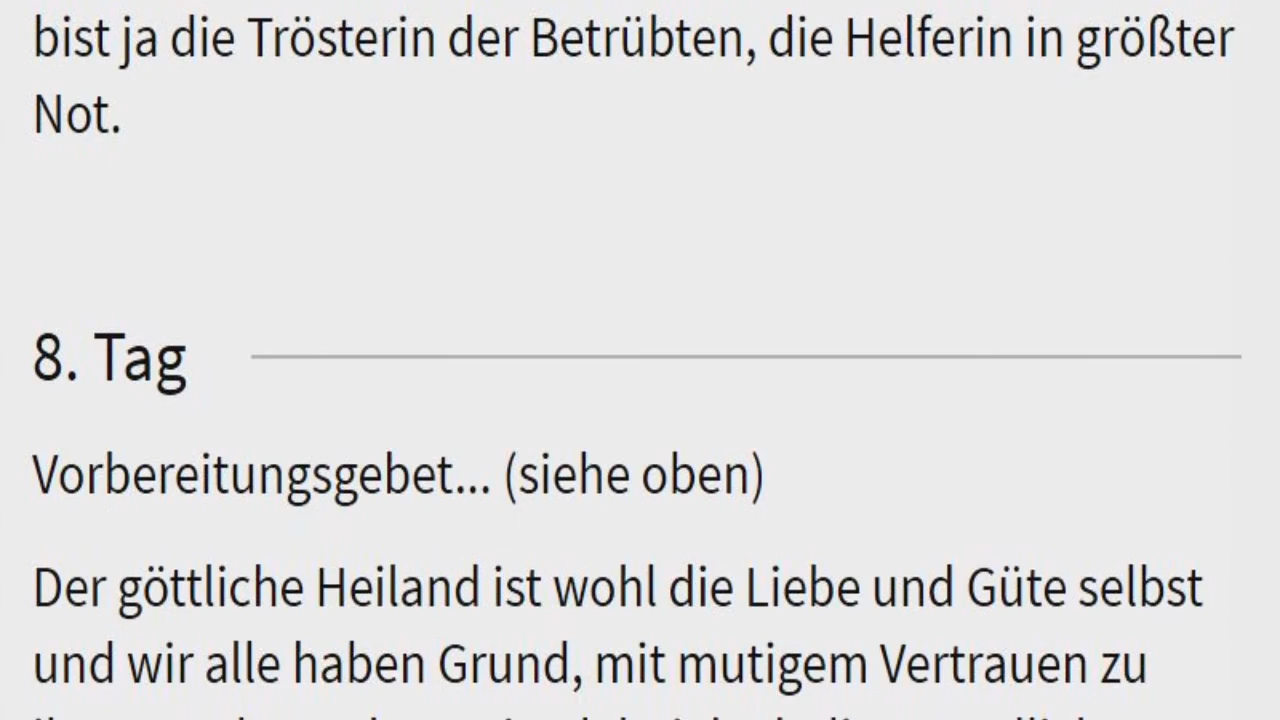 bist ja die Trösterin der Betrübten, die Helferin in größter
Not.
8. Tag
Vorbereitungsgebet... (siehe oben)
Der göttliche Heiland ist wohl die Liebe und Güte selbst
und wir alle haben Grund, mit mutigem Vertrauen zu